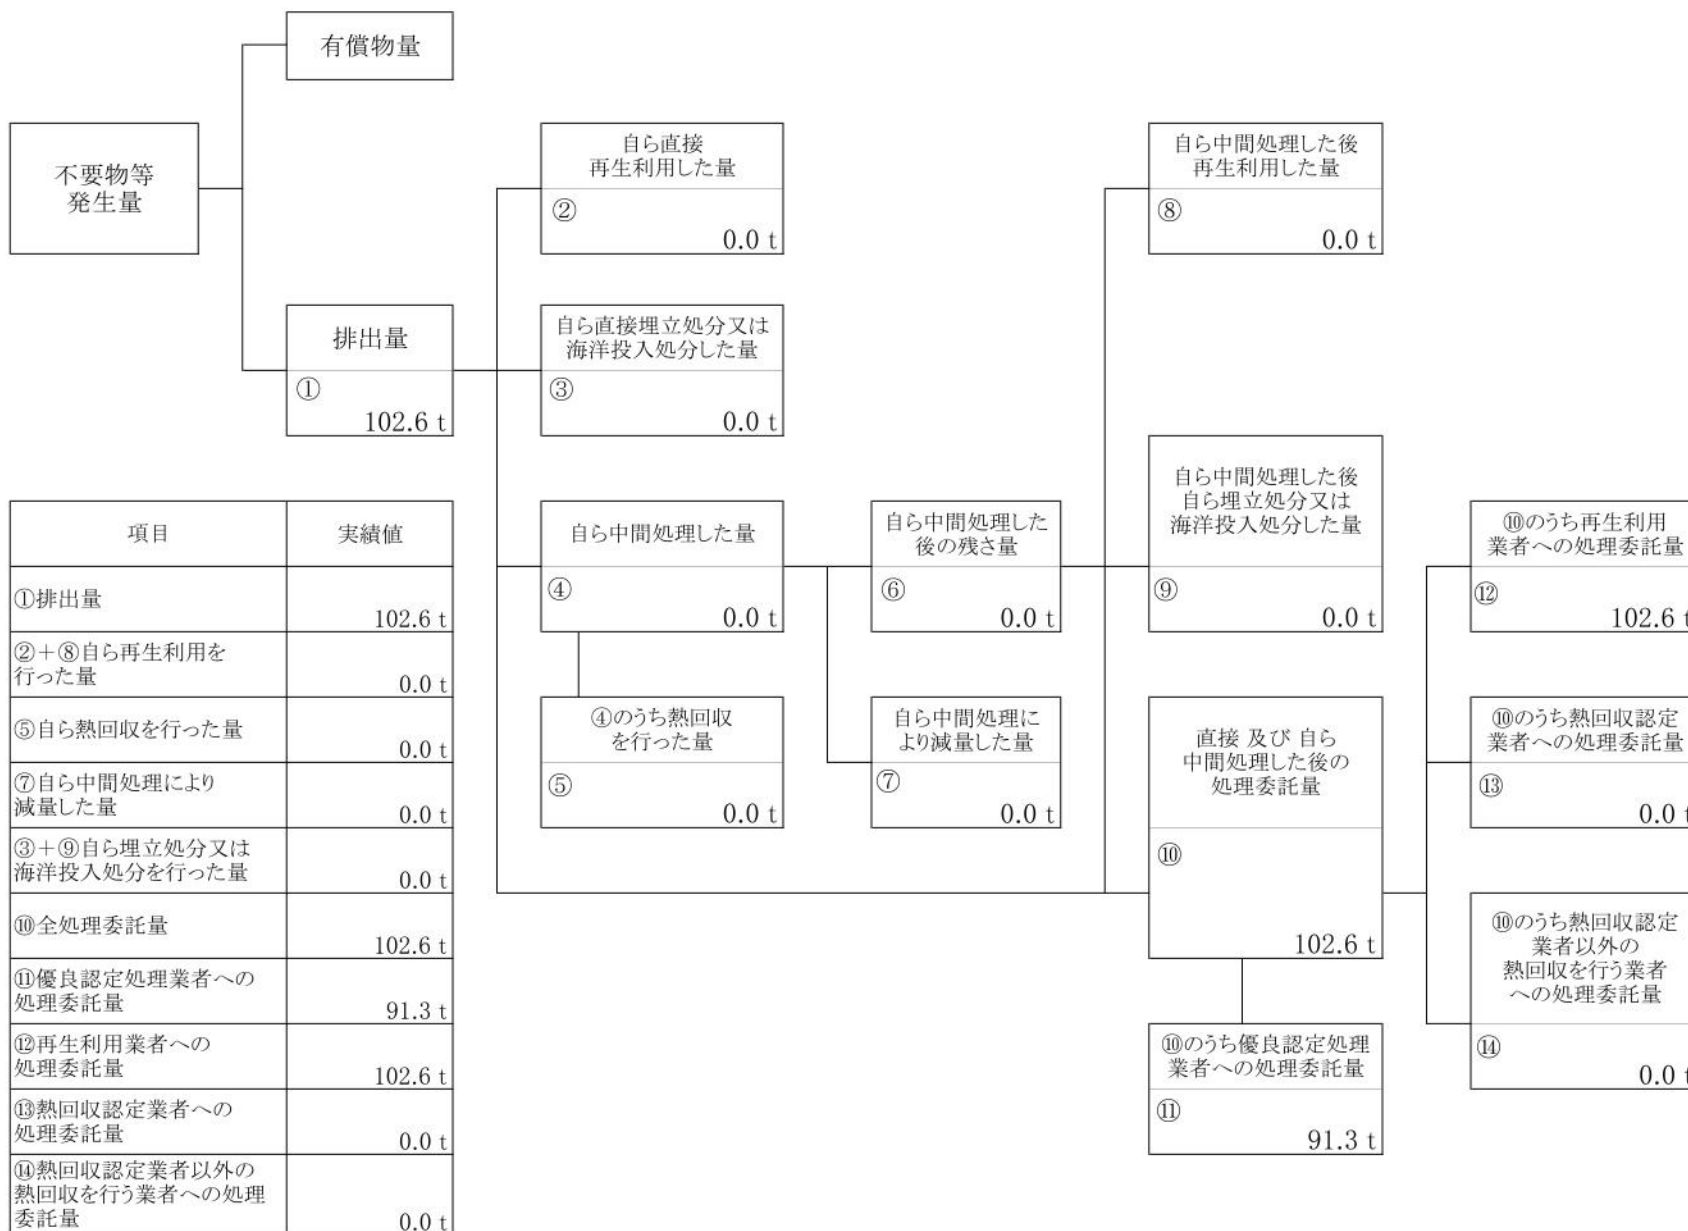 有償物量
不要物等
発生量
自ら直接
再生利用した量
②
0.0 t
自ら中間処理した後
再生利用した量
⑧
0.0 t
排出量
①
102.6 t
自ら直接埋立処分又は
海洋投入処分した量
③
0.0 t
自ら中間処理した量
④
0.0 t
自ら中間処理した
後の残さ量
⑥
0.0 t
自ら中間処理した後
自ら埋立処分又は
海洋投入処分した量
⑨
0.0 t
⑩のうち再生利用
業者への処理委託量
⑫
102.6 t
④のうち熱回収
を行った量
⑤
0.0 t
自ら中間処理に
より減量した量
⑦
0.0 t
直接 及び 自ら
中間処理した後の
処理委託量
⑩
102.6 t
⑩のうち熱回収認定
業者への処理委託量
⑬
0.0 t
⑩のうち熱回収認定
業者以外の
熱回収を行う業者
への処理委託量
⑭
0.0 t
⑩のうち優良認定処理
業者への処理委託量
⑪
91.3 t
項目 実績値
①排出量
102.6 t
②+⑧自ら再生利用を
行った量
0.0 t
⑤自ら熱回収を行った量
0.0 t
⑦自ら中間処理により
減量した量
0.0 t
③+⑨自ら埋立処分又は
海洋投入処分を行った量
0.0 t
⑩全処理委託量
102.6 t
⑪優良認定処理業者への
処理委託量
91.3 t
⑫再生利用業者への
処理委託量
102.6 t
⑬熱回収認定業者への
処理委託量
0.0 t
⑭熱回収認定業者以外の
熱回収を行う業者への処理
委託量
0.0 t